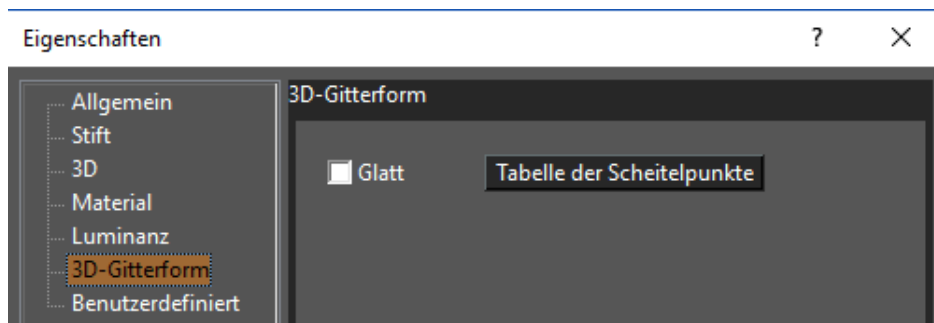 Eigenschaften ? ×
3D-Gitterform
Allgemein
Stift
3D
Material
Luminanz
3D-Gitterform
Benutzerdefiniert
Glatt Tabelle der Scheitelpunkte